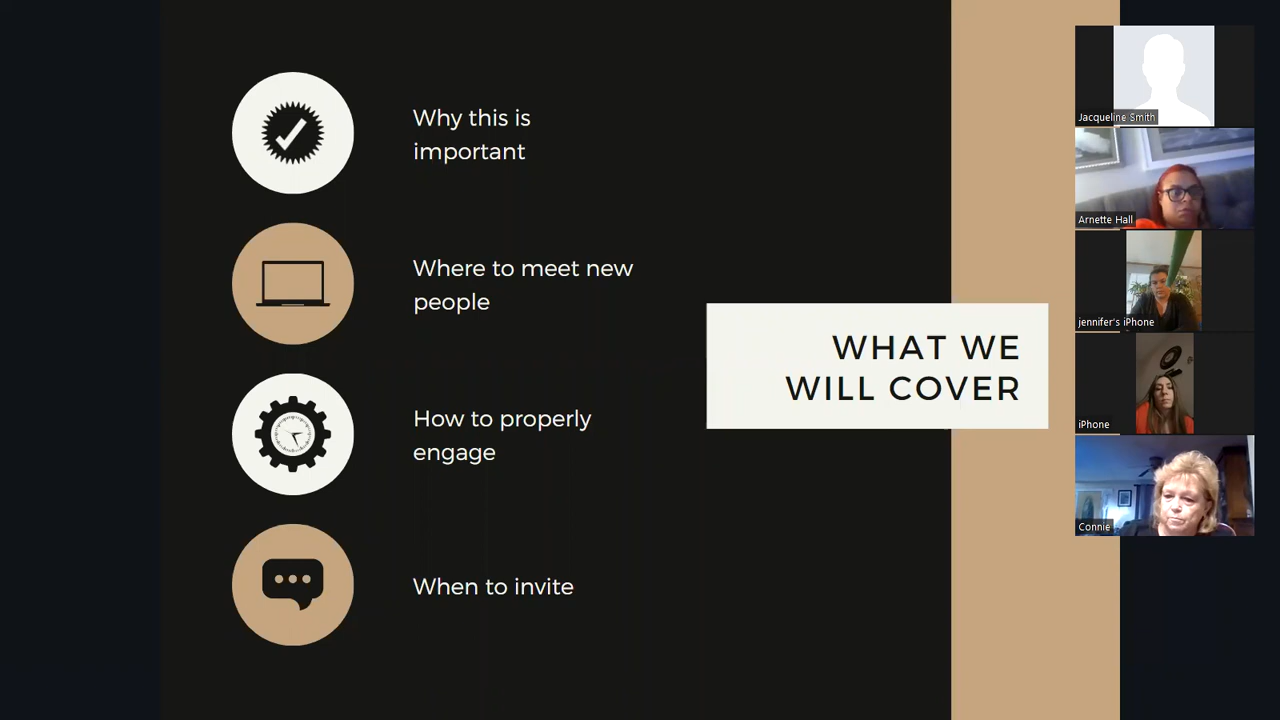 Why this is
important
Where to meet new
people
How to properly
engage
When to invite
WHAT WE
WILL COVER
Jacqueline Smith
Arnette Hall
jennifer's iPhone
iPhone
Connie